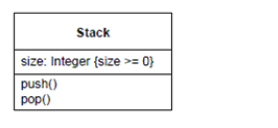 Stack
size: Integer {size >= 0}
push()
pop()